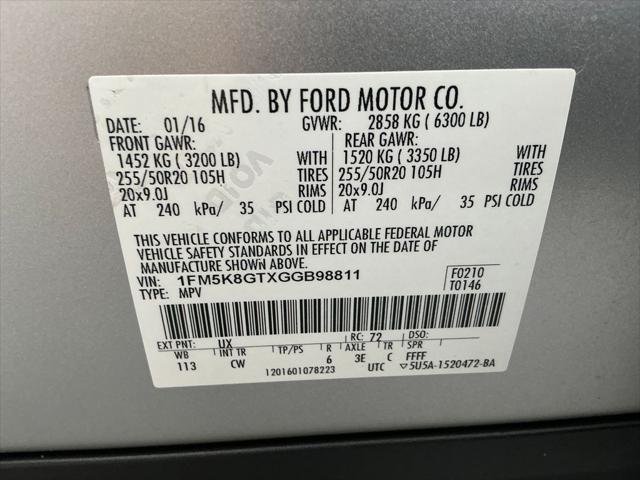 MFD. BY FORD MOTOR CO.
DATE: 01/16 GVWR: 2858 KG ( 6300 LB)
FRONT GAWR: REAR GAWR:
1452 KG ( 3200 LB) WITH 1520 KG ( 3350 LB) WITH
255/50R20 105H TIRES 255/50R20 105H TIRES
20x9.0J RIMS 20x9.0J RIMS
AT 240 kPa/ 35 PSI COLD AT 240 kPa/ 35 PSI COLD
THIS VEHICLE CONFORMS TO ALL APPLICABLE FEDERAL MOTOR
VEHICLE SAFETY STANDARDS IN EFFECT ON THE DATE OF
MANUFACTURE SHOWN ABOVE.
VIN: 1FM5K8GTXGGB98811 F0210
TYPE: MPV T0146
EXT PNT: UX RC: 72 DSO:
WB INT TR TP/PS R AXLE TR SPR
113 CW 6 3E C FFFF
1201601078223 UTC ▽5U5A-1520472-BA
VOID